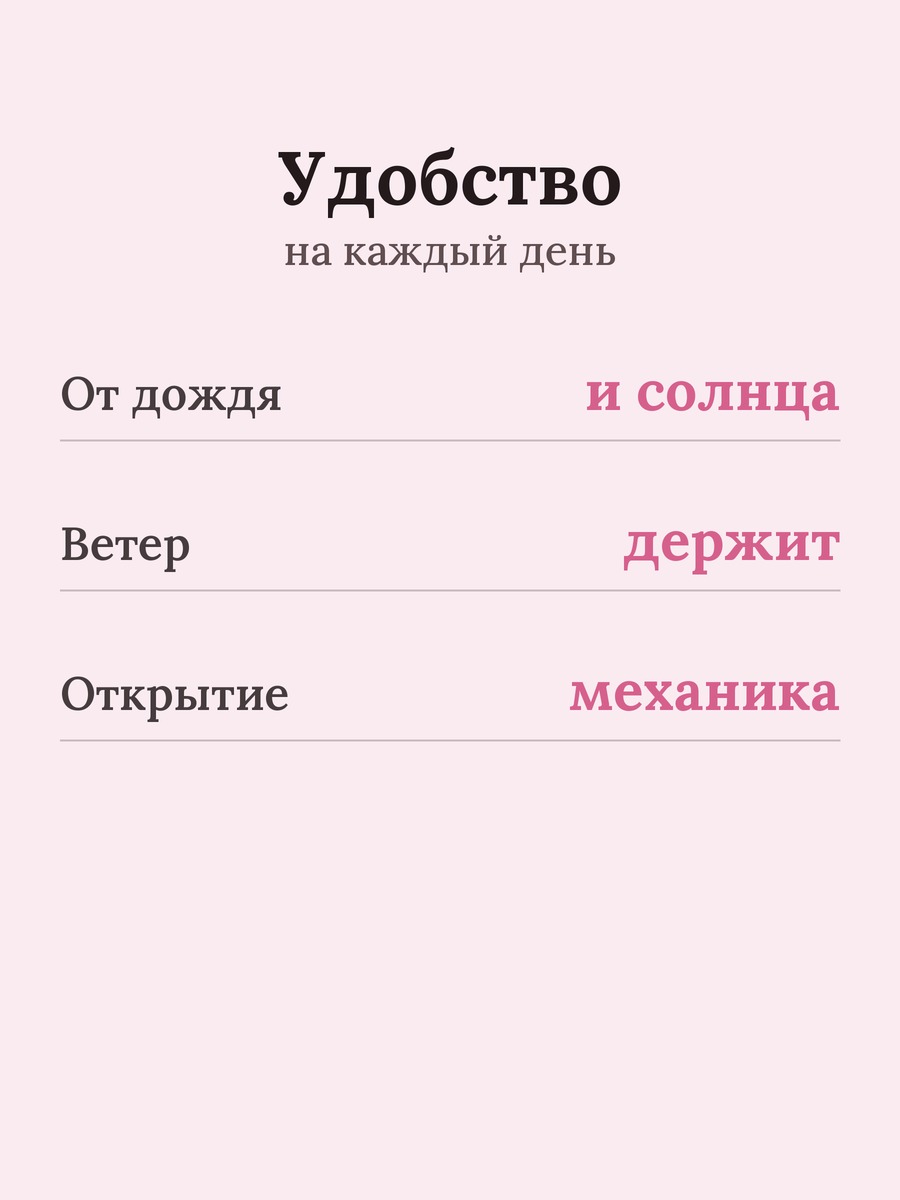 Удобство
на каждый день
От дождя и солнца
Ветер держит
Открытие механика